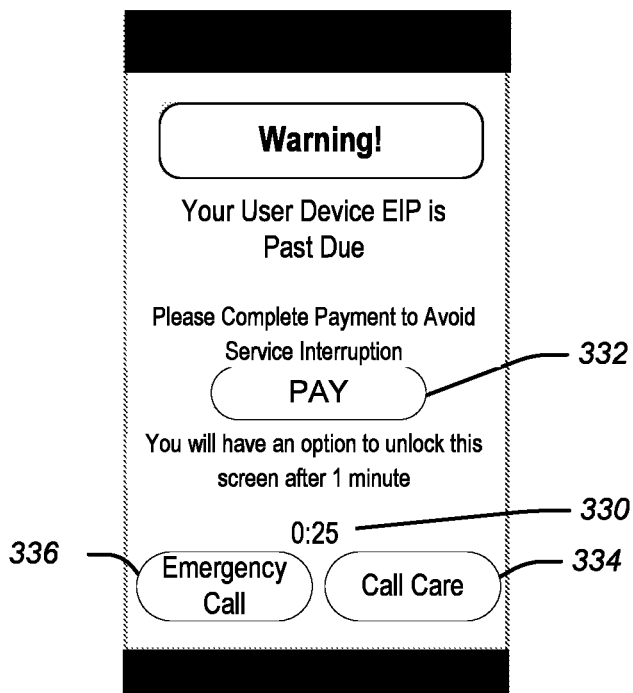 Warning!
Your User Device EIP is
Past Due
Please Complete Payment to Avoid
Service Interruption
332
PAY
You will have an option to unlock this
screen after 1 minute
330
0:25
336
334
Emergency
Call
Call Care